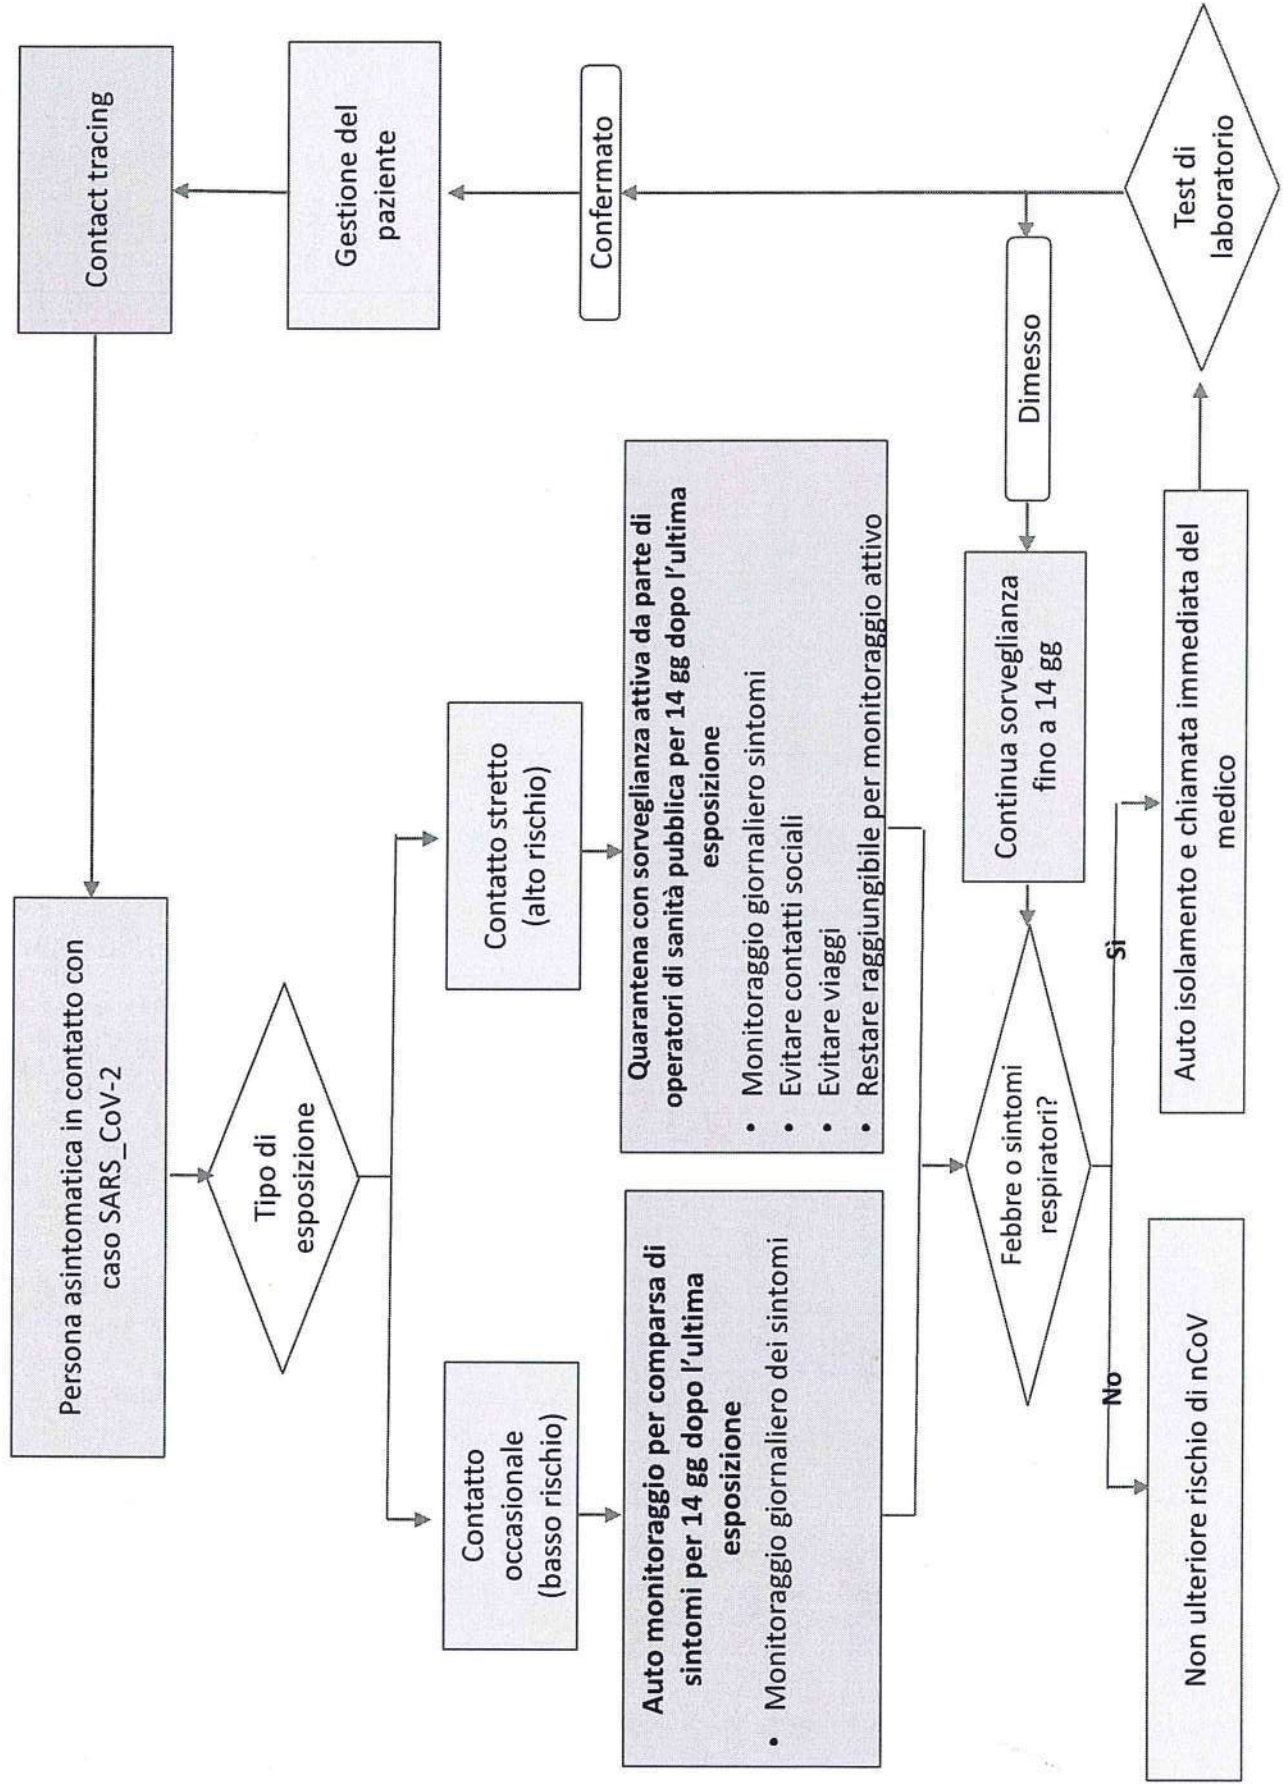 Persona asintomatica in contatto con
caso SARS_CoV-2
Contact tracing
Tipo di
esposizione
Gestione del
paziente
Contatto
occasionale
(basso rischio)
Contatto stretto
(alto rischio)
Confermato
Auto monitoraggio per comparsa di
sintomi per 14 gg dopo l'ultima
esposizione
• Monitoraggio giornaliero dei sintomi
Quarantena con sorveglianza attiva da parte di
operatori di sanità pubblica per 14 gg dopo l'ultima
esposizione
• Monitoraggio giornaliero sintomi
• Evitare contatti sociali
• Evitare viaggi
• Restare raggiungibile per monitoraggio attivo
Febbre o sintomi
respiratori?
Continua sorveglianza
fino a 14 gg
Dimesso
No
Sì
Non ulteriore rischio di nCoV
Auto isolamento e chiamata immediata del
medico
Test di
laboratorio